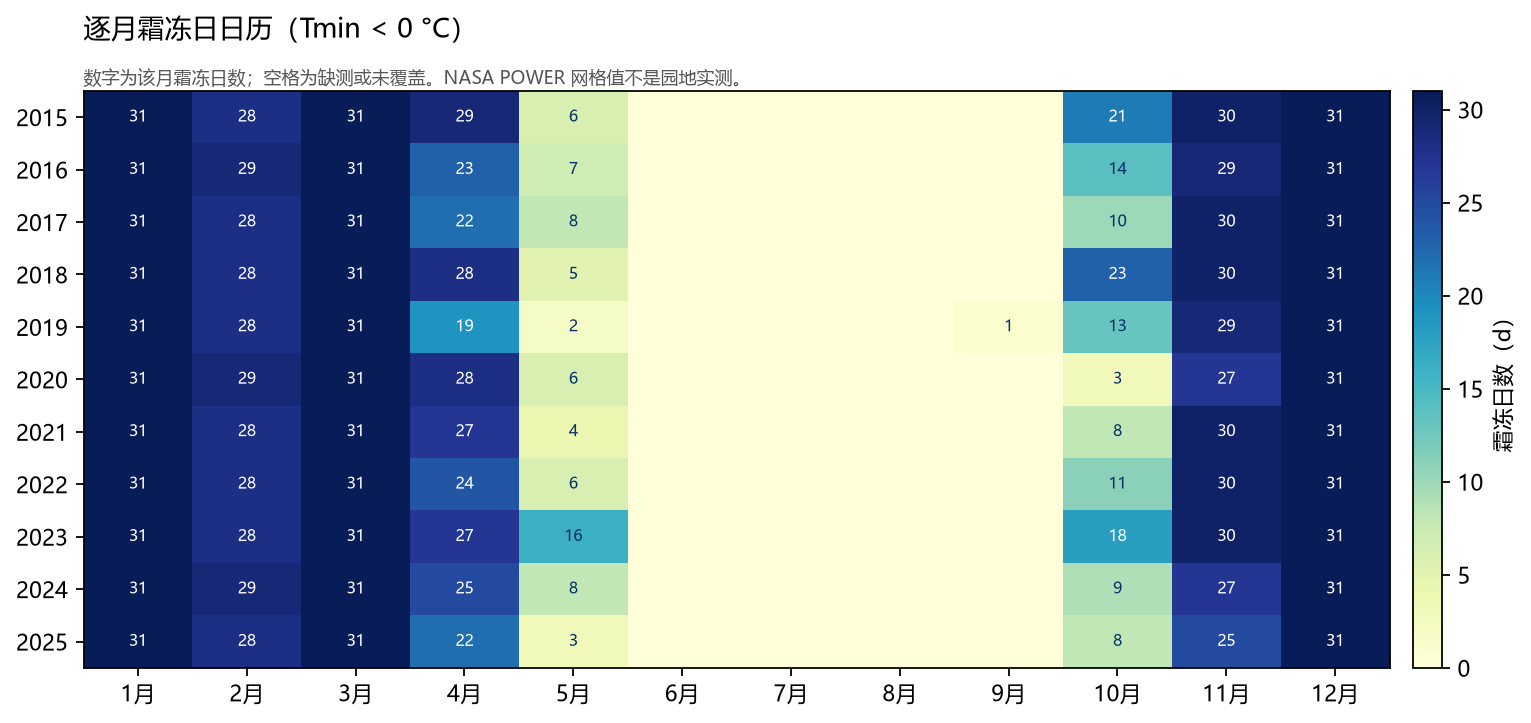 逐月霜冻日日历（Tmin < 0 °C）
数字为该月霜冻日数；空格为缺测或未覆盖。NASA POWER 网格值不是园地实测。
2015 31 28 31 29 6 21 30 31
2016 31 29 31 23 7 14 29 31
2017 31 28 31 22 8 10 30 31
2018 31 28 31 28 5 23 30 31
2019 31 28 31 19 2 1 13 29 31
2020 31 29 31 28 6 3 27 31
2021 31 28 31 27 4 8 30 31
2022 31 28 31 24 6 11 30 31
2023 31 28 31 27 16 18 30 31
2024 31 29 31 25 8 9 27 31
2025 31 28 31 22 3 8 25 31
1月 2月 3月 4月 5月 6月 7月 8月 9月 10月 11月 12月
30
25
20
15
10
5
0
霜冻日数（d）